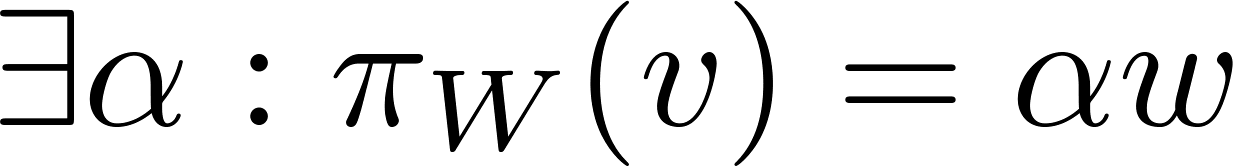 ∃α : π_W(v) = αw